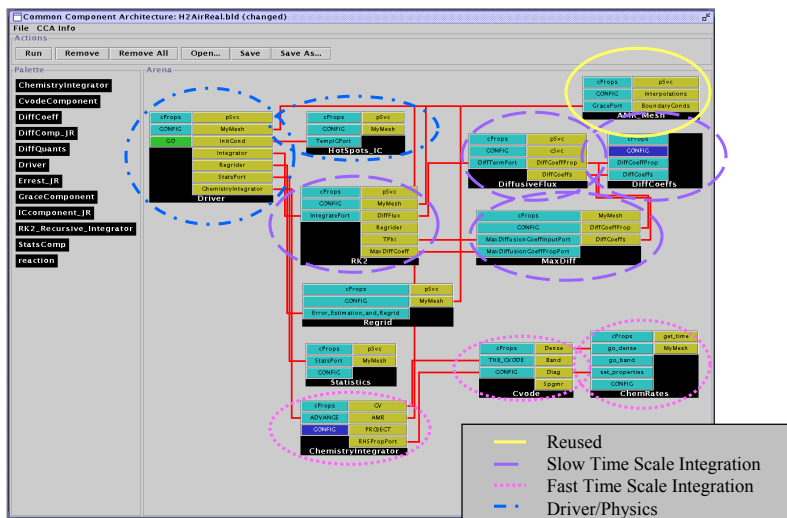 Common Component Architecture: H2AirReal.bld (changed)
File CCA Info
Actions
Run Remove Remove All Open... Save Save As...
Palette
ChemistryIntegrator
CvodeComponent
DiffCoeff
DiffComp_JR
DiffQuants
Driver
Errest_JR
GraceComponent
ICcomponent_JR
RK2_Recursive_Integrator
StatsComp
reaction
Arena
cProps pSvc
CONFIG MyMesh
GO InitCond
Integrator
Regrider
StatsPort
ChemistryIntegrator
Driver
cProps pSvc
CONFIG MyMesh
TempICPort
HotSpots_IC
cProps pSvc
CONFIG Interpolations
GracePort BoundaryConds
AMR_Mesh
cProps pSvc
CONFIG cSvc
DiffTermPort DiffCoeffProp
DiffCoeffs
DiffusiveFlux
cProps
CONFIG
DiffCoeffProp
DiffCoeffs
DiffCoeffs
cProps pSvc
CONFIG MyMesh
IntegratePort DiffFlux
Regrider
TPhi
MaxDiffCoeff
RK2
cProps MyMesh
CONFIG DiffCoeffProp
MaxDiffusionCoeffInputPort DiffCoeffs
MaxDiffusionCoeffPropPort
MaxDiff
cProps pSvc
CONFIG MyMesh
Error_Estimation_and_Regrid
Regrid
cProps pSvc
StatsPort MyMesh
CONFIG
Statistics
cProps Dense
THE_CVODE Band
CONFIG Diag
Spgmr
Cvode
cProps get_time
go_dense MyMesh
go_band
set_properties
CONFIG
ChemRates
cProps CV
ADVANCE AMR
CONFIG PROJECT
RHSPropPort
ChemistryIntegrator
Reused
Slow Time Scale Integration
Fast Time Scale Integration
Driver/Physics